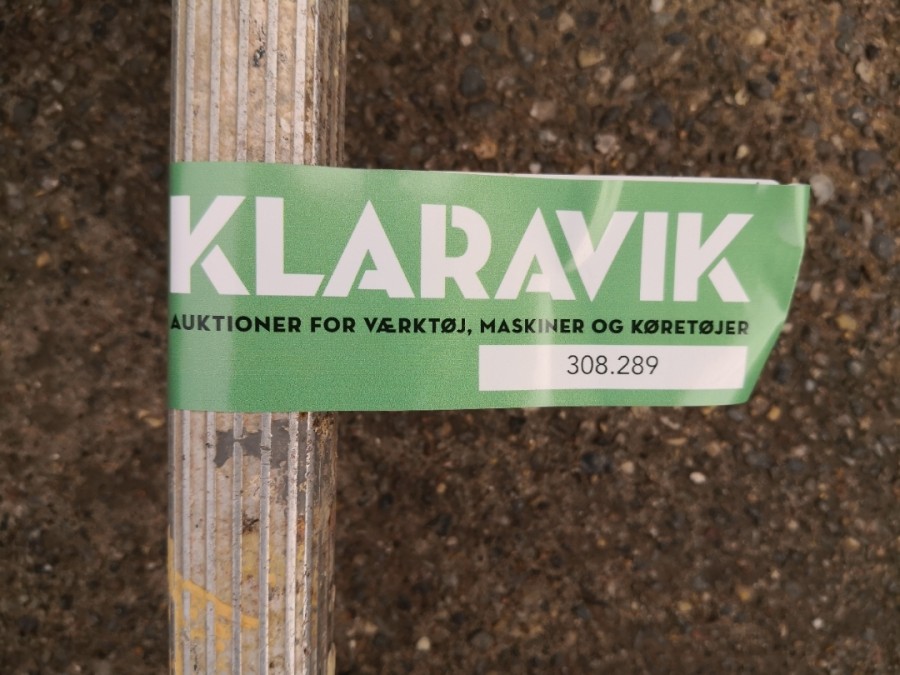 KLARAVIK
AUKTIONER FOR VÆRKTØJ, MASKINER OG KØRETØJER
308.289